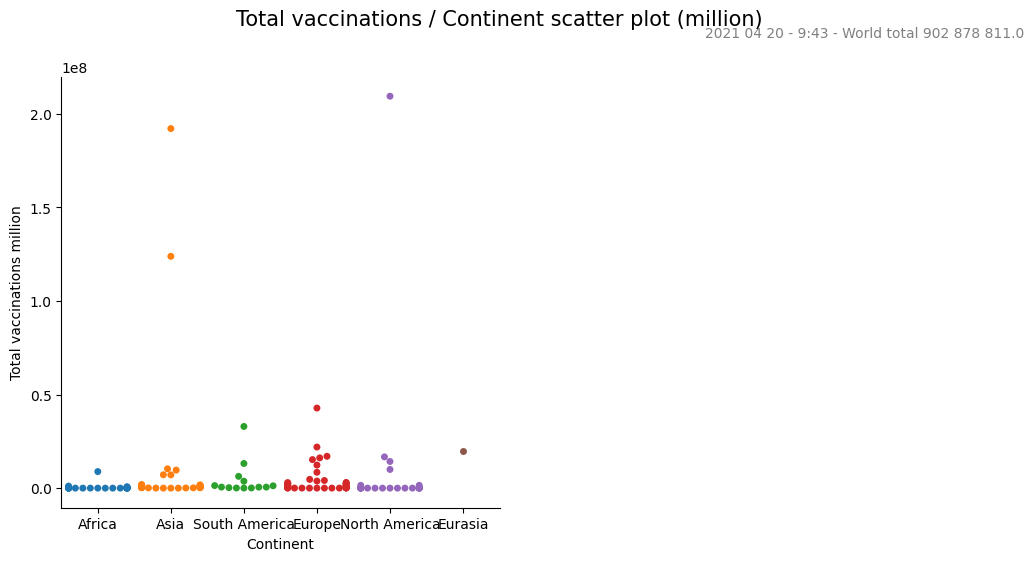 Total vaccinations / Continent scatter plot (million)
2021 04 20 - 9:43 - World total 902 878 811.0
1e8
2.0
1.5
1.0
0.5
0.0
Total vaccinations million
Africa Asia South America Europe North America Eurasia
Continent